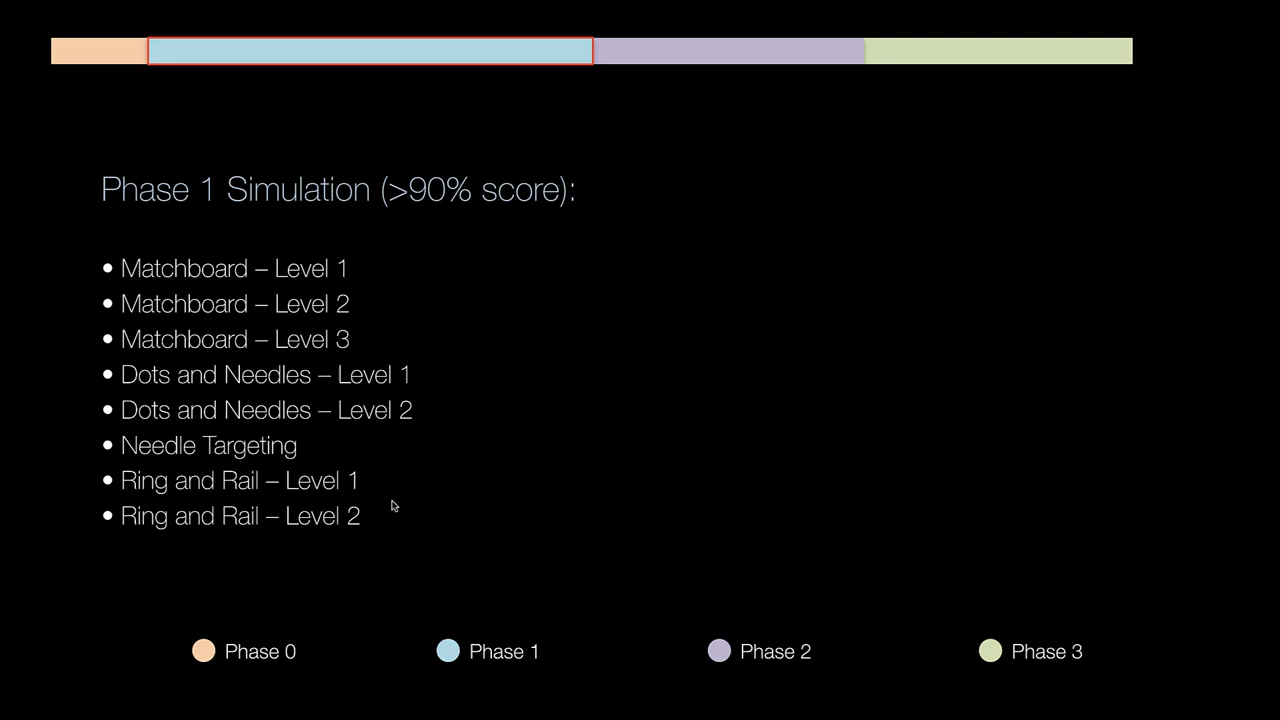 Phase 1 Simulation (>90% score):
• Matchboard – Level 1
• Matchboard – Level 2
• Matchboard – Level 3
• Dots and Needles – Level 1
• Dots and Needles – Level 2
• Needle Targeting
• Ring and Rail – Level 1
• Ring and Rail – Level 2
Phase 0 Phase 1 Phase 2 Phase 3